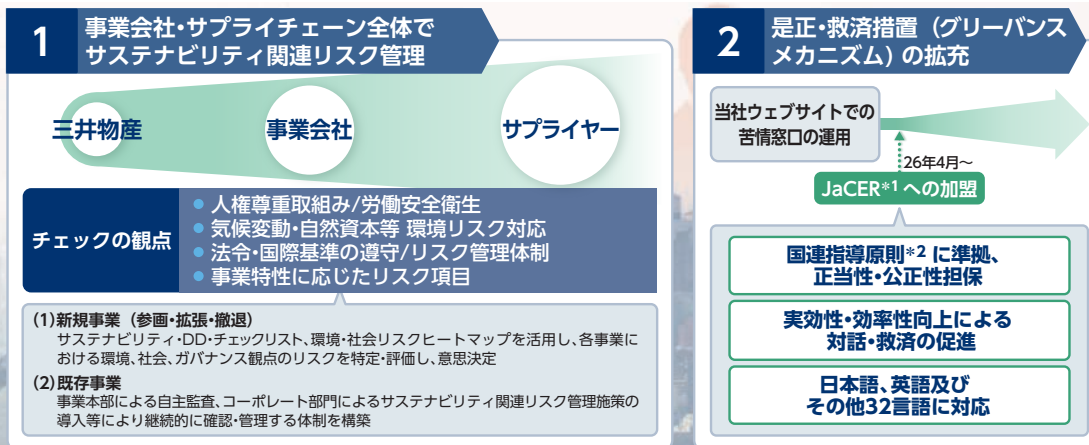 1
事業会社・サプライチェーン全体で
サステナビリティ関連リスク管理
三井物産
事業会社
サプライヤー
チェックの観点
● 人権尊重取組み/労働安全衛生
● 気候変動・自然資本等 環境リスク対応
● 法令・国際基準の遵守/リスク管理体制
● 事業特性に応じたリスク項目
(1)新規事業（参画・拡張・撤退）
サステナビリティ・DD・チェックリスト、環境・社会リスクヒートマップを活用し、各事業に
おける環境、社会、ガバナンス観点のリスクを特定・評価し、意思決定
(2)既存事業
事業本部による自主監査、コーポレート部門によるサステナビリティ関連リスク管理施策の
導入等により継続的に確認・管理する体制を構築
2
是正・救済措置（グリーバンス
メカニズム）の拡充
当社ウェブサイトでの
苦情窓口の運用
26年4月～
JaCER*1 への加盟
国連指導原則*2 に準拠、
正当性・公正性担保
実効性・効率性向上による
対話・救済の促進
日本語、英語及び
その他32言語に対応